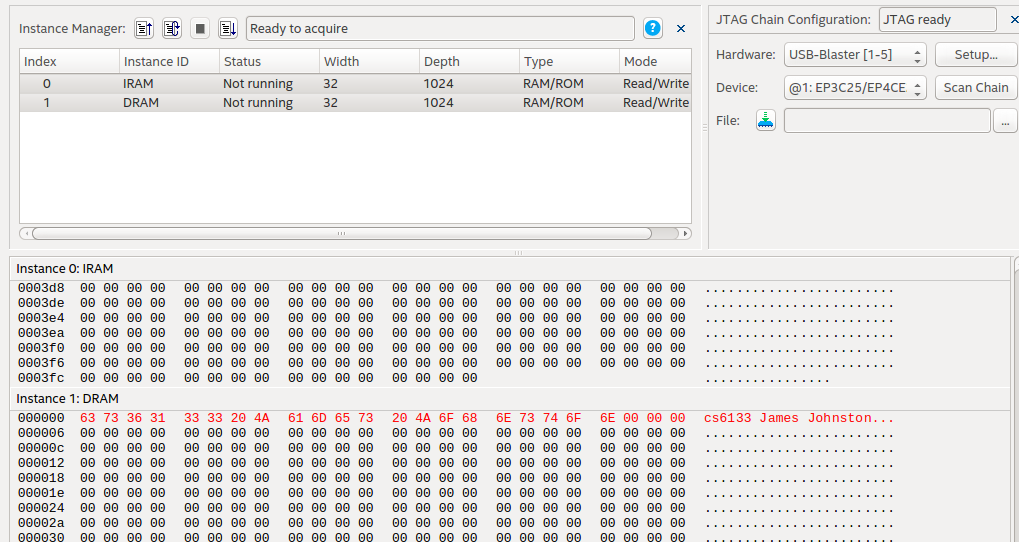 Instance Manager: Ready to acquire
Index Instance ID Status Width Depth Type Mode
0 IRAM Not running 32 1024 RAM/ROM Read/Write
1 DRAM Not running 32 1024 RAM/ROM Read/Write
JTAG Chain Configuration: JTAG ready
Hardware: USB-Blaster [1-5] Setup...
Device: @1: EP3C25/EP4CE Scan Chain
File: ...
Instance 0: IRAM
0003d8 00 00 00 00 00 00 00 00 00 00 00 00 00 00 00 00 00 00 00 00 00 00 00 00 ........................
0003de 00 00 00 00 00 00 00 00 00 00 00 00 00 00 00 00 00 00 00 00 00 00 00 00 ........................
0003e4 00 00 00 00 00 00 00 00 00 00 00 00 00 00 00 00 00 00 00 00 00 00 00 00 ........................
0003ea 00 00 00 00 00 00 00 00 00 00 00 00 00 00 00 00 00 00 00 00 00 00 00 00 ........................
0003f0 00 00 00 00 00 00 00 00 00 00 00 00 00 00 00 00 00 00 00 00 00 00 00 00 ........................
0003f6 00 00 00 00 00 00 00 00 00 00 00 00 00 00 00 00 00 00 00 00 00 00 00 00 ........................
0003fc 00 00 00 00 00 00 00 00 00 00 00 00 00 00 00 00 ................
Instance 1: DRAM
000000 63 73 36 31 33 33 20 4A 61 6D 65 73 20 4A 6F 68 6E 73 74 6F 6E 00 00 00 cs6133 James Johnston...
000006 00 00 00 00 00 00 00 00 00 00 00 00 00 00 00 00 00 00 00 00 00 00 00 00 ........................
00000c 00 00 00 00 00 00 00 00 00 00 00 00 00 00 00 00 00 00 00 00 00 00 00 00 ........................
000012 00 00 00 00 00 00 00 00 00 00 00 00 00 00 00 00 00 00 00 00 00 00 00 00 ........................
000018 00 00 00 00 00 00 00 00 00 00 00 00 00 00 00 00 00 00 00 00 00 00 00 00 ........................
00001e 00 00 00 00 00 00 00 00 00 00 00 00 00 00 00 00 00 00 00 00 00 00 00 00 ........................
000024 00 00 00 00 00 00 00 00 00 00 00 00 00 00 00 00 00 00 00 00 00 00 00 00 ........................
00002a 00 00 00 00 00 00 00 00 00 00 00 00 00 00 00 00 00 00 00 00 00 00 00 00 ........................
000030 00 00 00 00 00 00 00 00 00 00 00 00 00 00 00 00 00 00 00 00 00 00 00 00 ........................